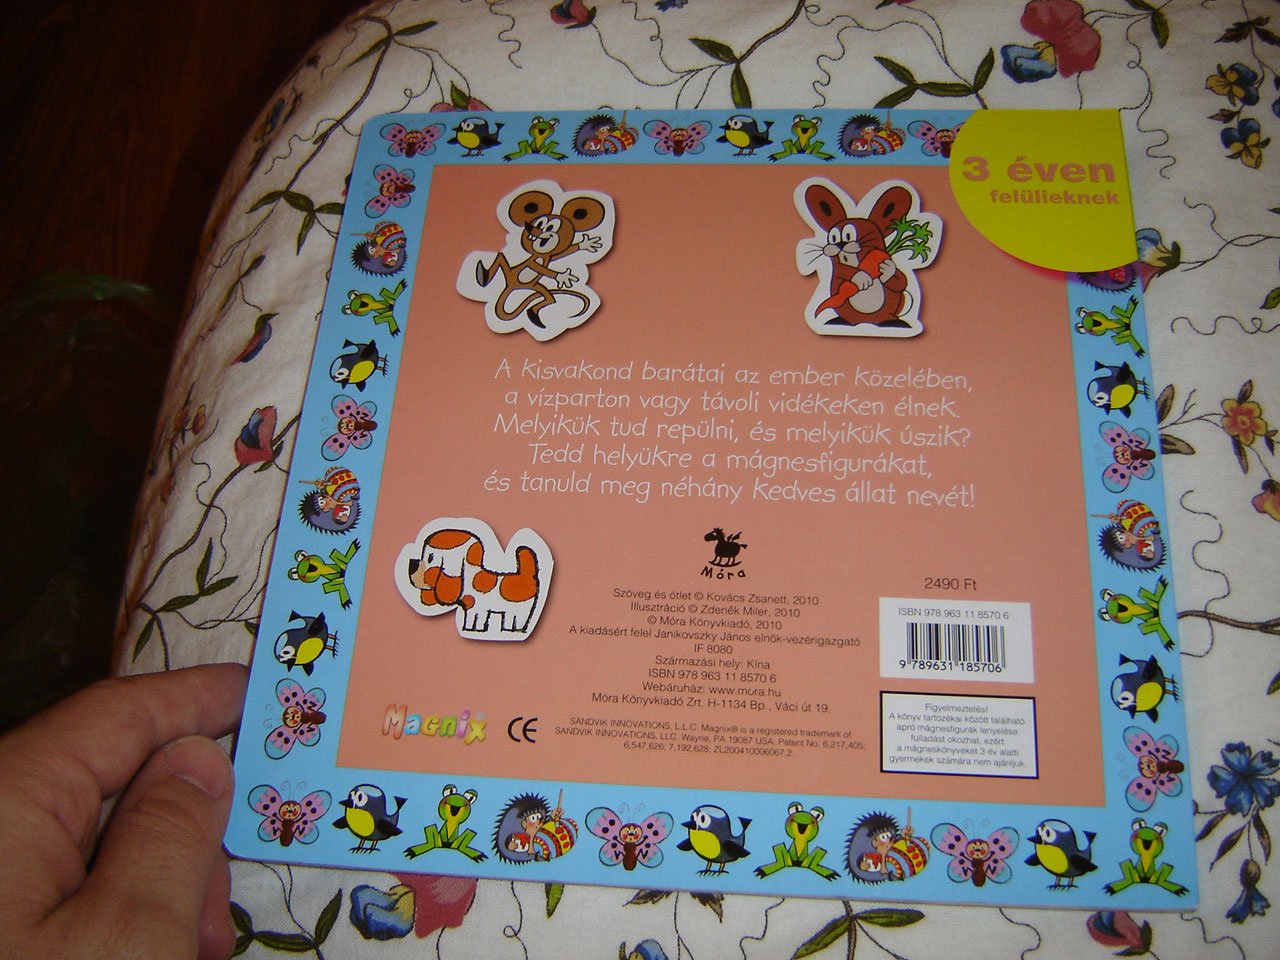 3 éven
felülieknek
A kisvakond barátai az ember közelében,
a vízparton vagy távoli vidékeken élnek.
Melyikük tud repülni, és melyikük úszik?
Tedd helyükre a mágnesfigurákat,
és tanuld meg néhány kedves állat nevét!
Móra
Szöveg és ötlet © Kovács Zsanett, 2010
Illusztráció © Zdeněk Miler, 2010
© Móra Könyvkiadó, 2010
A kiadásért felel Janikovszky János elnök-vezérigazgató
IF 8080
Származási hely: Kína
ISBN 978 963 11 8570 6
Webáruház: www.mora.hu
Móra Könyvkiadó Zrt. H-1134 Bp., Váci út 19.
Magnix
CE
SANDVIK INNOVATIONS, L.L.C. Magnix® is a registered trademark of
SANDVIK INNOVATIONS, LLC. Wayne, PA 19087 USA. Patent No. 6,217,405;
6,547,626; 7,192,628; ZL200410006067.2.
2490 Ft
ISBN 978 963 11 8570 6
9 789631 185706
Figyelmeztetés!
A könyv tartozékai között található
apró mágnesfigurák lenyelése
fulladást okozhat, ezért
a mágneskönyveket 3 év alatti
gyermekek számára nem ajánljuk.